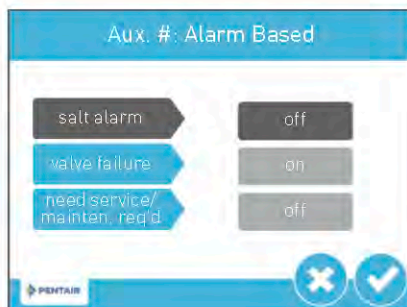 Aux. #: Alarm Based
salt alarm
off
valve failure
on
need service/
mainten. req'd
off
PENTAIR